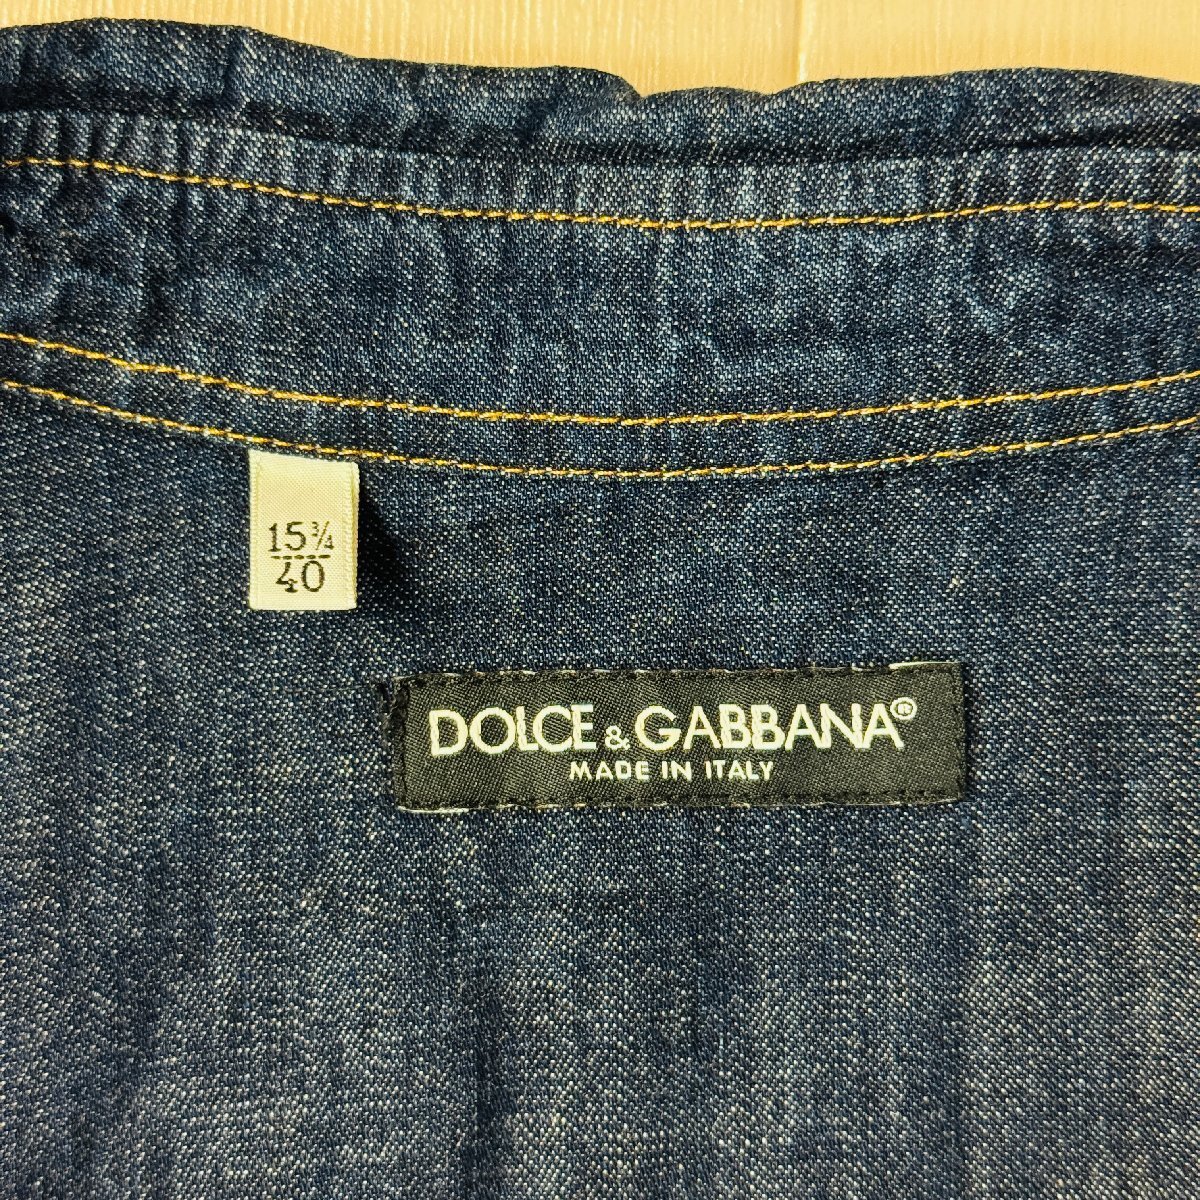 15¾
40
DOLCE & GABBANA®
MADE IN ITALY